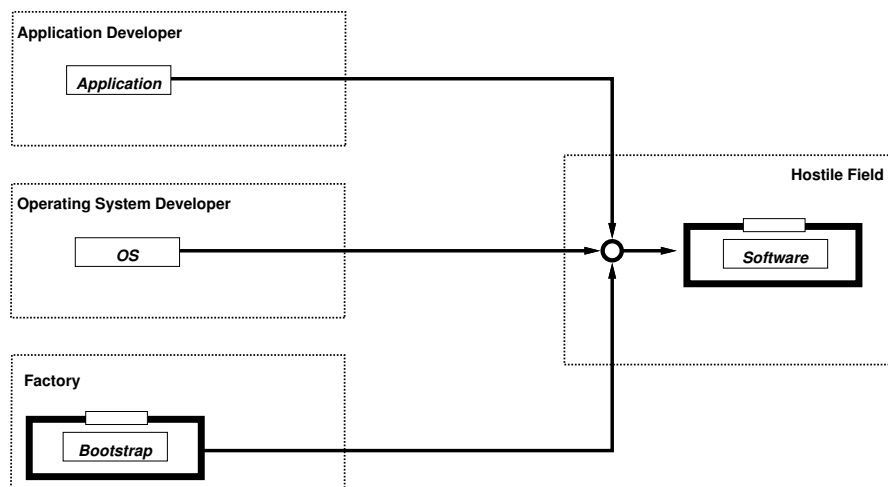 Application Developer
Application
Operating System Developer
OS
Hostile Field
Software
Factory
Bootstrap